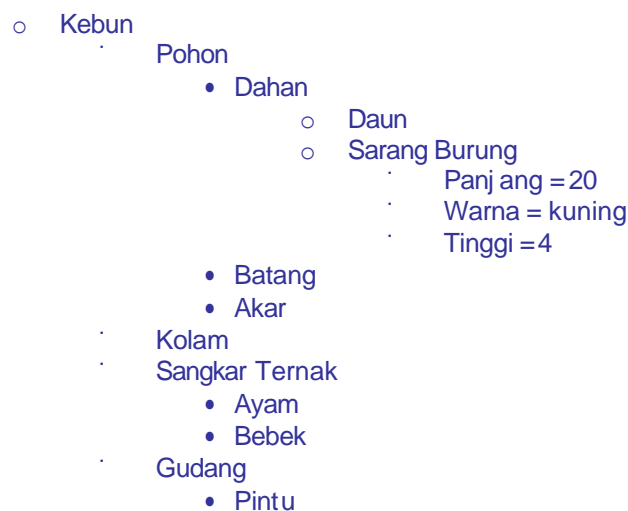 Kebun
Pohon
Dahan
Daun
Sarang Burung
Panj ang =20
Warna = kuning
Tinggi =4
Batang
Akar
Kolam
Sangkar Ternak
Ayam
Bebek
Gudang
Pintu